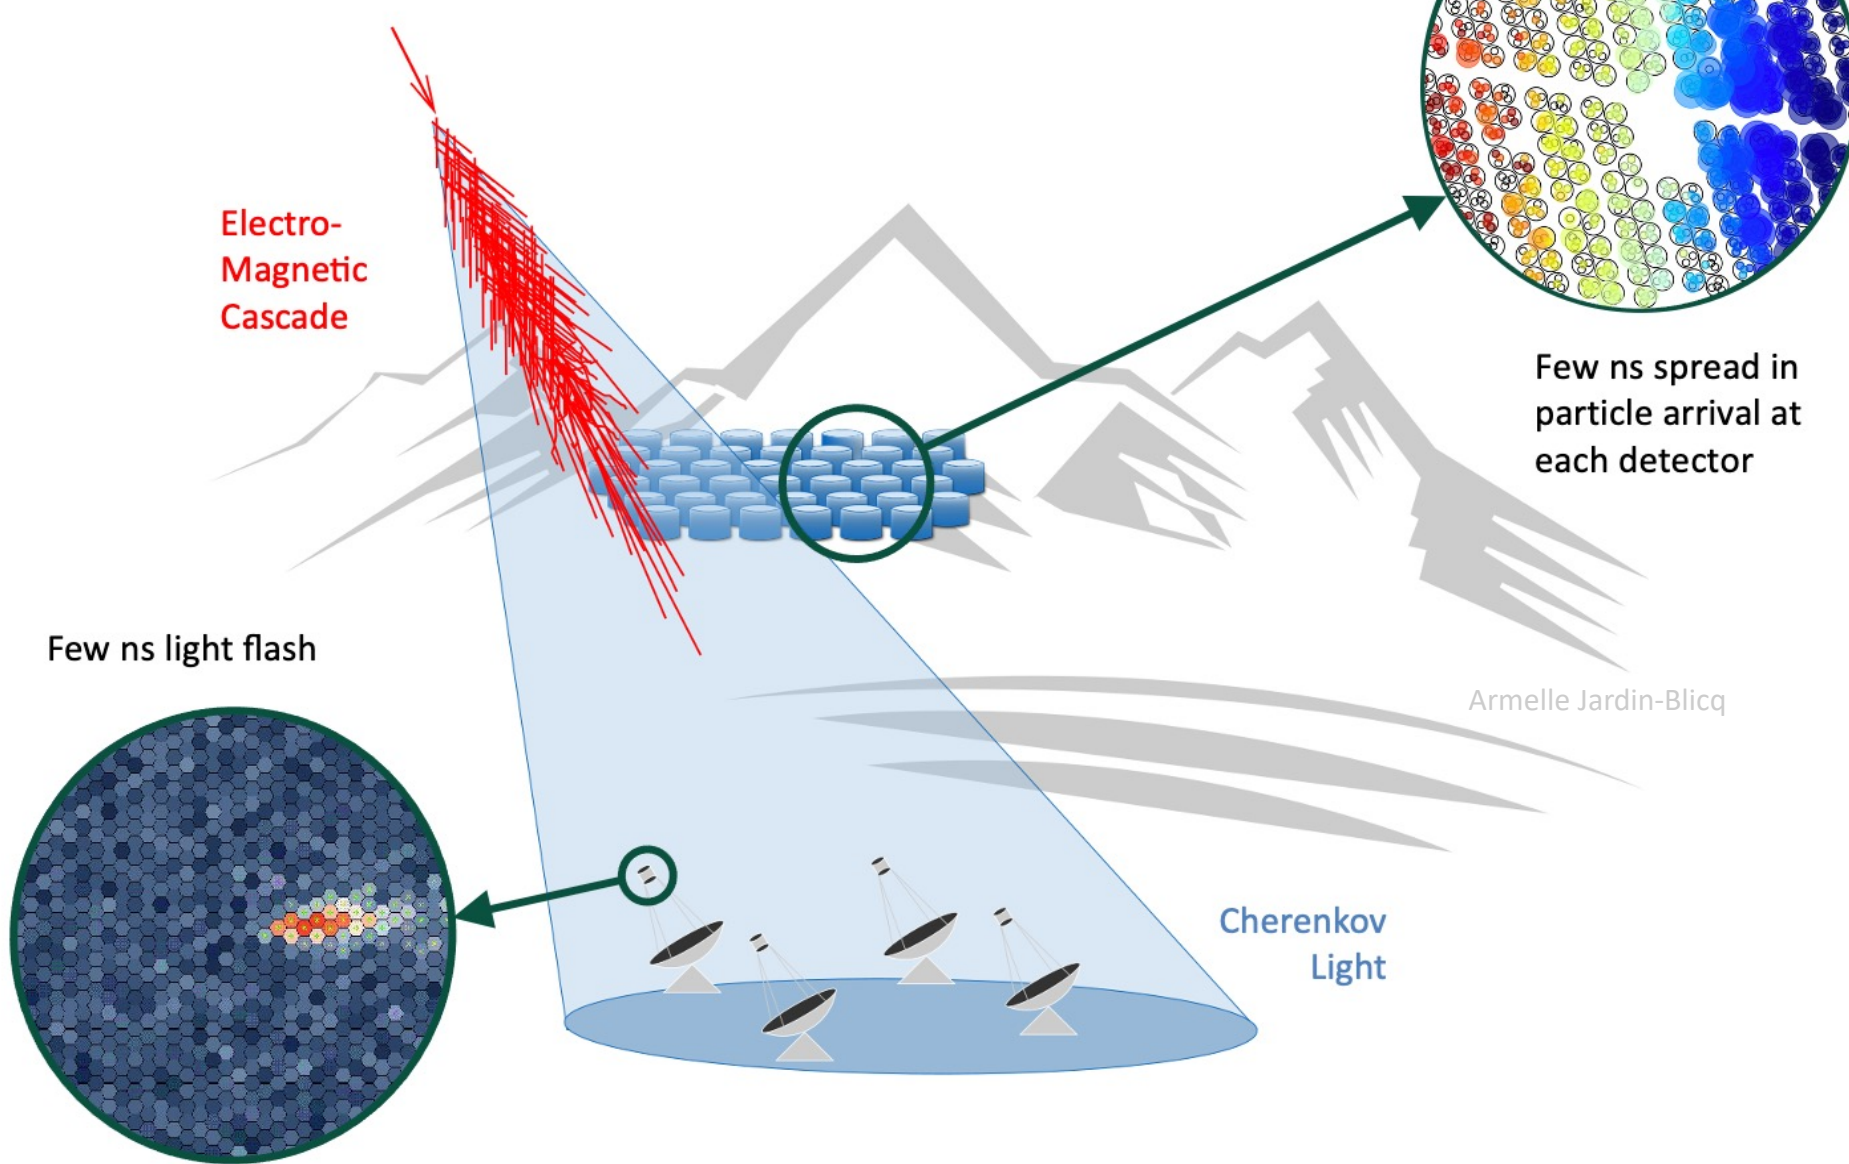 Electro-
Magnetic
Cascade
Few ns spread in
particle arrival at
each detector
Few ns light flash
Armelle Jardin-Blicq
Cherenkov
Light